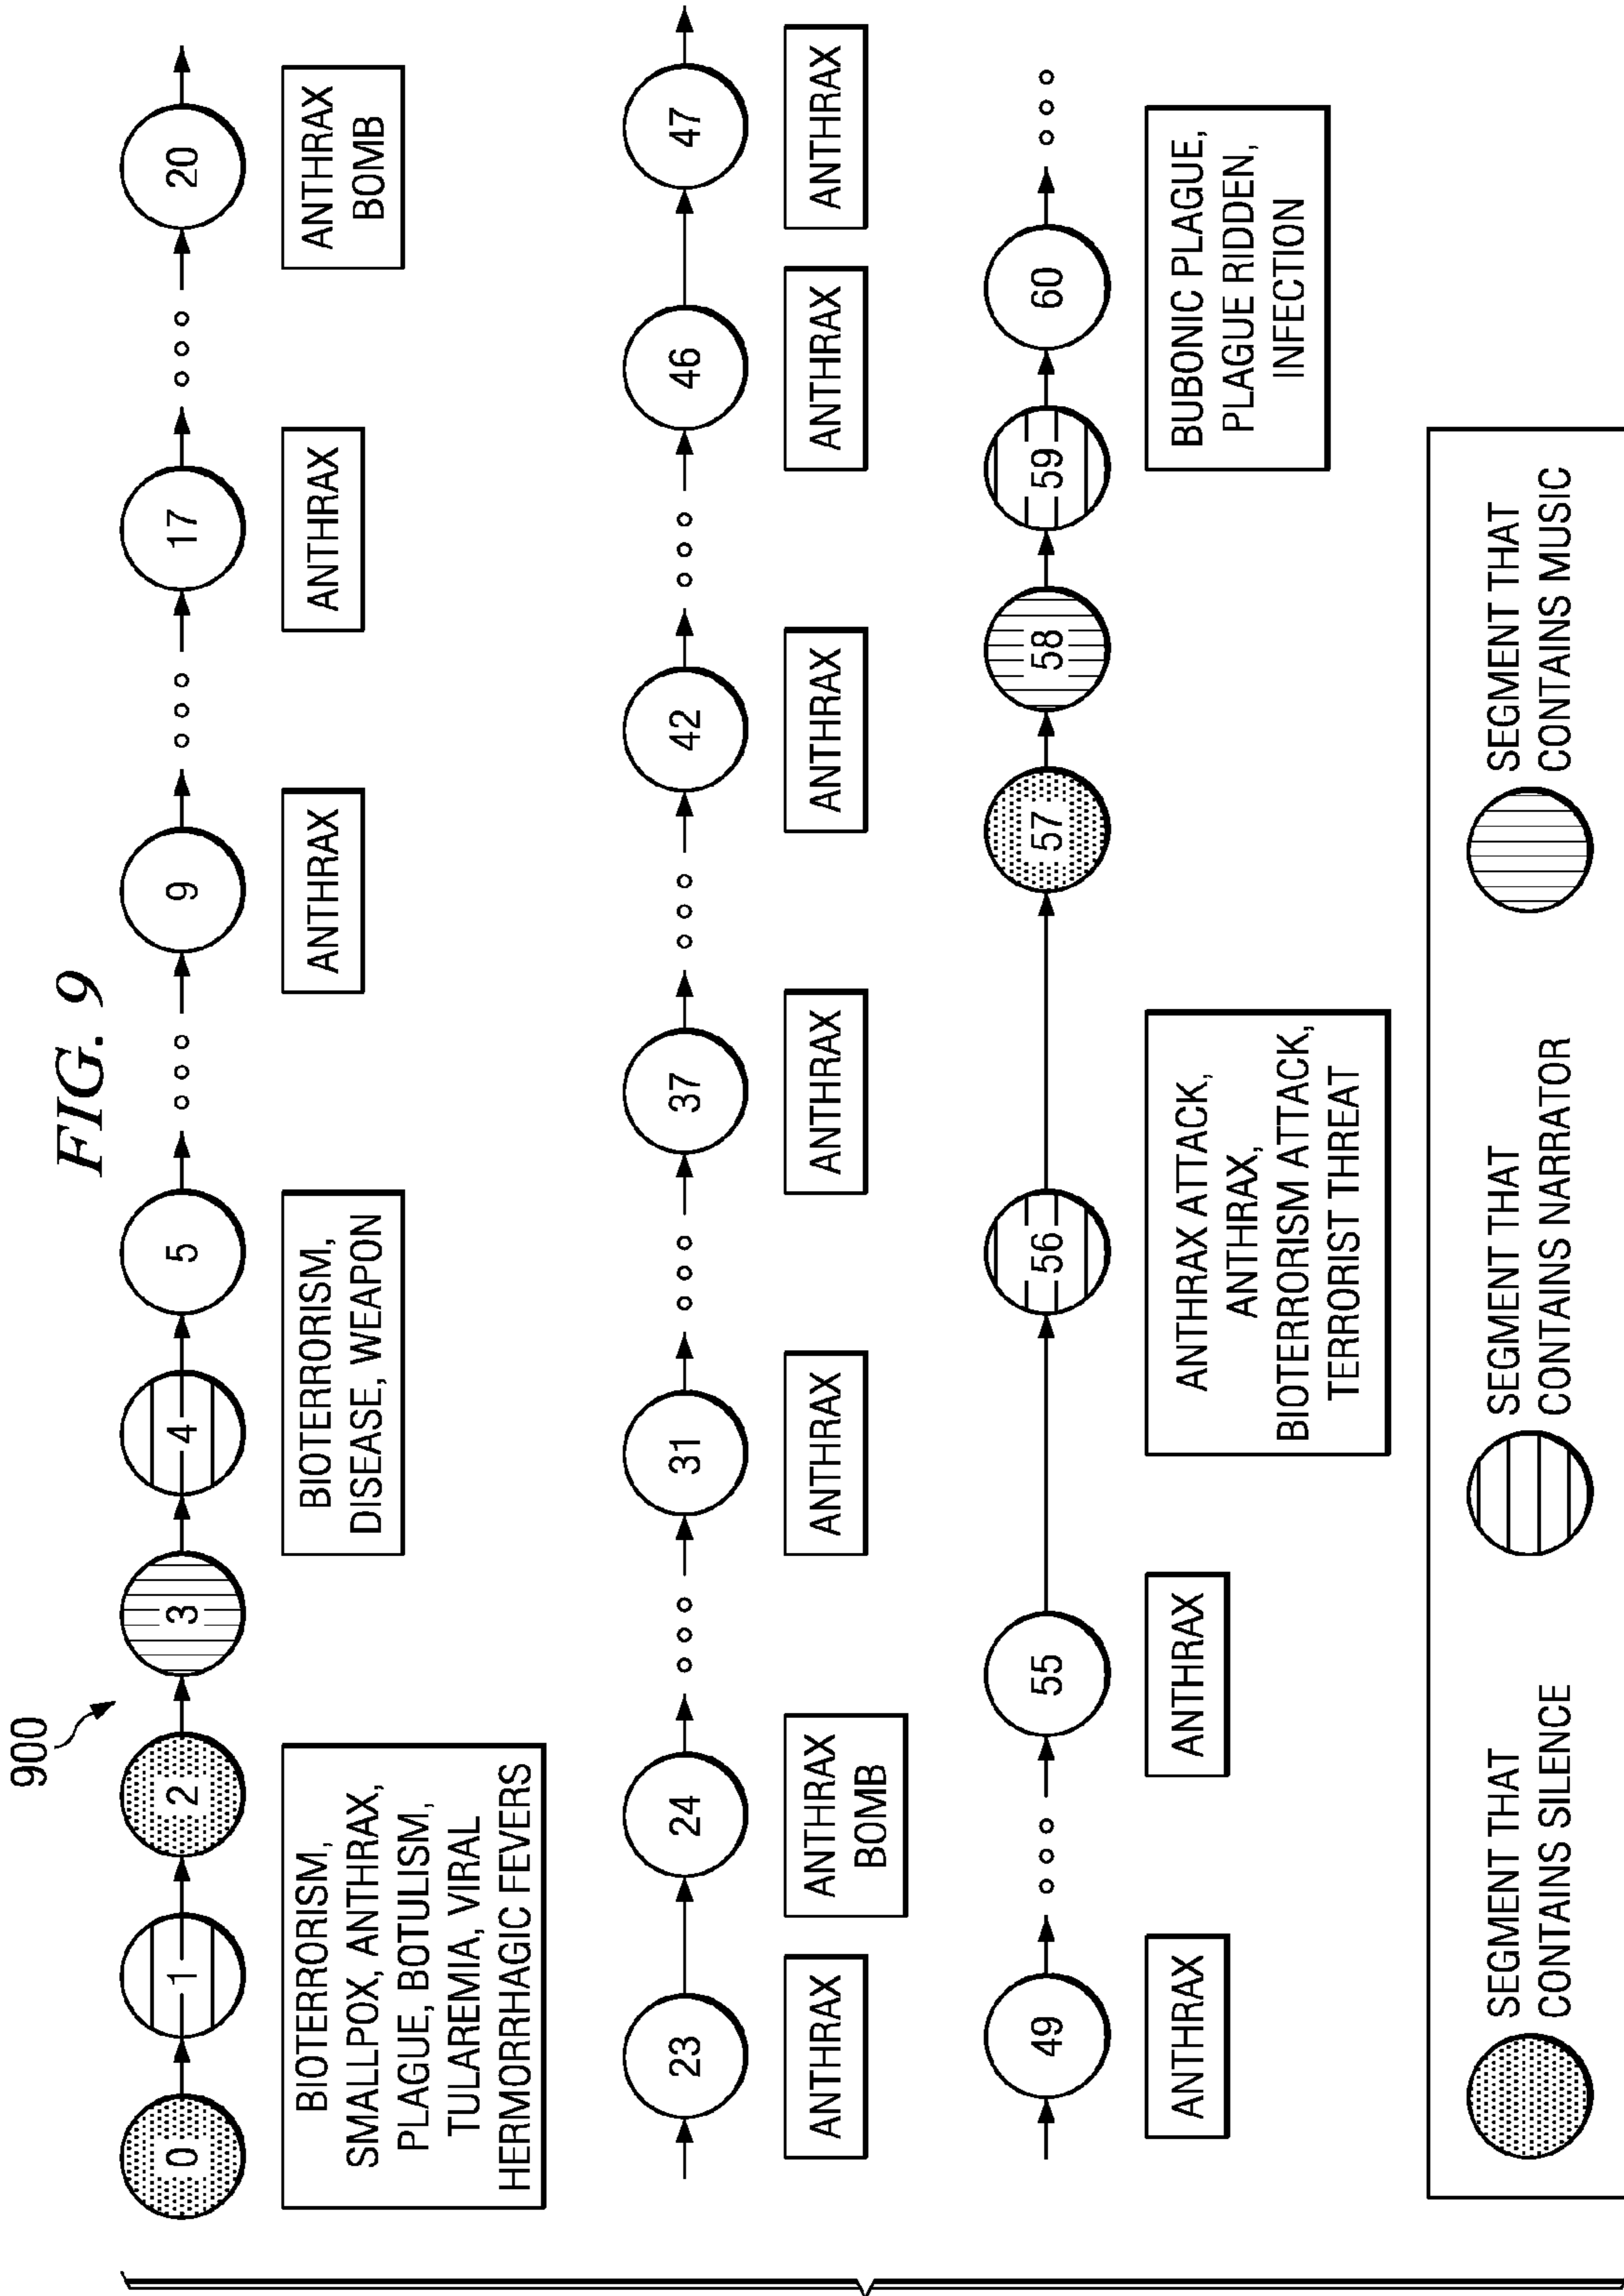 FIG. 9
900
0
1
2
3
4
5
9
17
20
BIOTERRORISM,
SMALLPOX, ANTHRAX,
PLAGUE, BOTULISM,
TULAREMIA, VIRAL
HERMORRHAGIC FEVERS
BIOTERRORISM,
DISEASE, WEAPON
ANTHRAX
ANTHRAX
ANTHRAX
BOMB
23
24
31
37
42
46
47
ANTHRAX
ANTHRAX
BOMB
ANTHRAX
ANTHRAX
ANTHRAX
ANTHRAX
ANTHRAX
49
55
56
57
58
59
60
ANTHRAX
ANTHRAX
ANTHRAX ATTACK,
ANTHRAX,
BIOTERRORISM ATTACK,
TERRORIST THREAT
BUBONIC PLAGUE,
PLAGUE RIDDEN,
INFECTION
SEGMENT THAT
CONTAINS SILENCE
SEGMENT THAT
CONTAINS NARRATOR
SEGMENT THAT
CONTAINS MUSIC